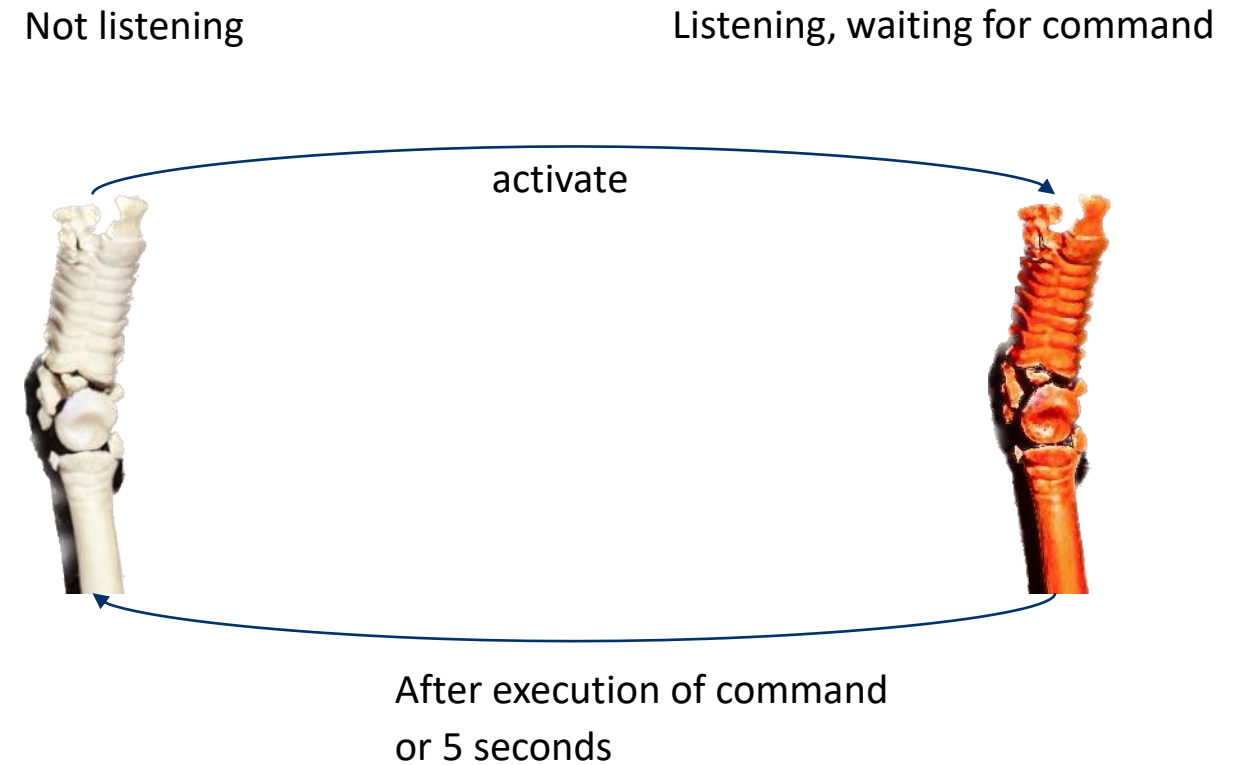 Not listening
Listening, waiting for command
activate
After execution of command
or 5 seconds